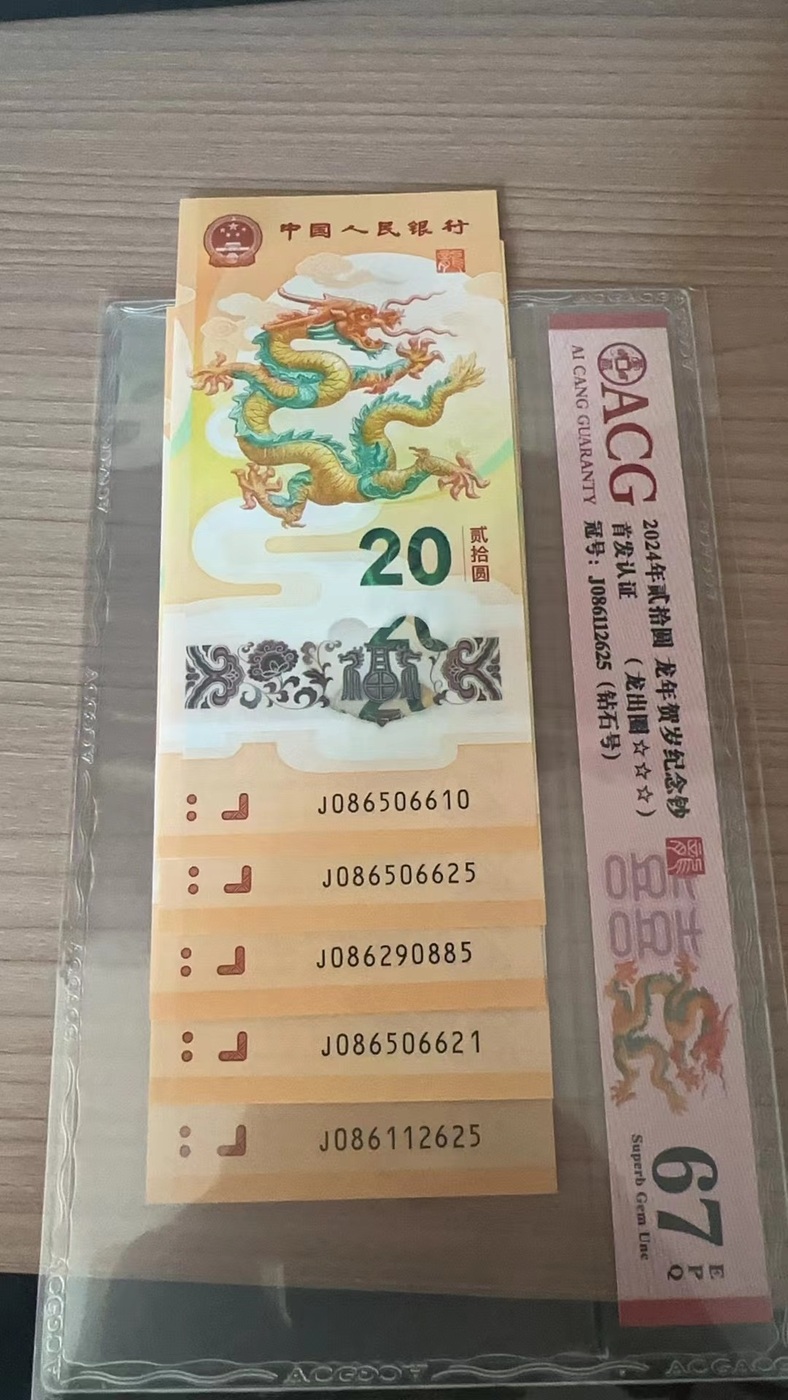 中国人民银行
20
贰拾圆
J086506610
J086506625
J086290885
J086506621
J086112625
ACG
AI CANG GUARANTY
2024年贰拾圆 龙年贺岁纪念钞
首发认证 (龙出圈☆☆☆)
冠号:J086112625(钻石号)
67
EPQ
Superb Gem Unc